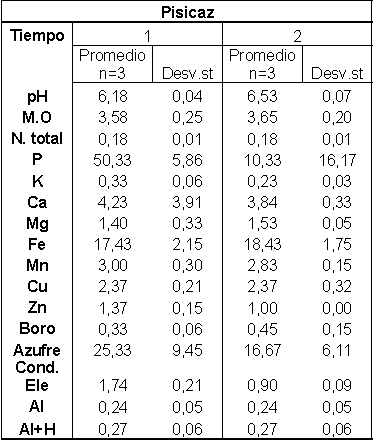 Pisicaz
Tiempo 1 2
Promedio n=3 Desv.st Promedio n=3 Desv.st
pH 6,18 0,04 6,53 0,07
M.O 3,58 0,25 3,65 0,20
N. total 0,18 0,01 0,18 0,01
P 50,33 5,86 10,33 16,17
K 0,33 0,06 0,23 0,03
Ca 4,23 3,91 3,84 0,33
Mg 1,40 0,33 1,53 0,05
Fe 17,43 2,15 18,43 1,75
Mn 3,00 0,30 2,83 0,15
Cu 2,37 0,21 2,37 0,32
Zn 1,37 0,15 1,00 0,00
Boro 0,33 0,06 0,45 0,15
Azufre 25,33 9,45 16,67 6,11
Cond.
Ele 1,74 0,21 0,90 0,09
Al 0,24 0,05 0,24 0,05
Al+H 0,27 0,06 0,27 0,06